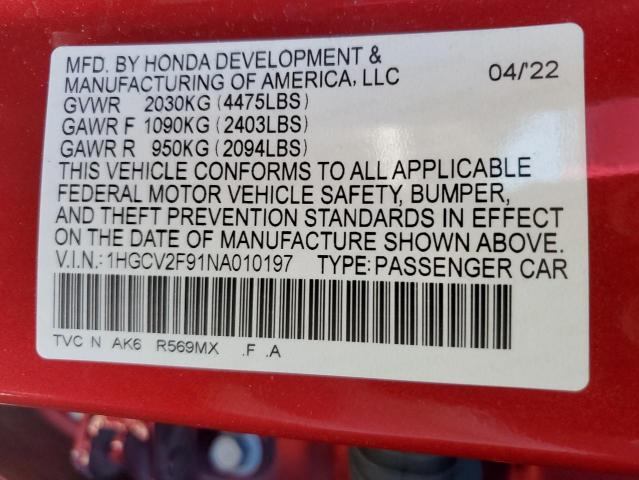 MFD. BY HONDA DEVELOPMENT &
MANUFACTURING OF AMERICA, LLC 04/'22
GVWR 2030KG (4475LBS)
GAWR F 1090KG (2403LBS)
GAWR R 950KG (2094LBS)
THIS VEHICLE CONFORMS TO ALL APPLICABLE
FEDERAL MOTOR VEHICLE SAFETY, BUMPER,
AND THEFT PREVENTION STANDARDS IN EFFECT
ON THE DATE OF MANUFACTURE SHOWN ABOVE.
V.I.N.: 1HGCV2F91NA010197 TYPE: PASSENGER CAR
TVC N AK6 R569MX .F .A